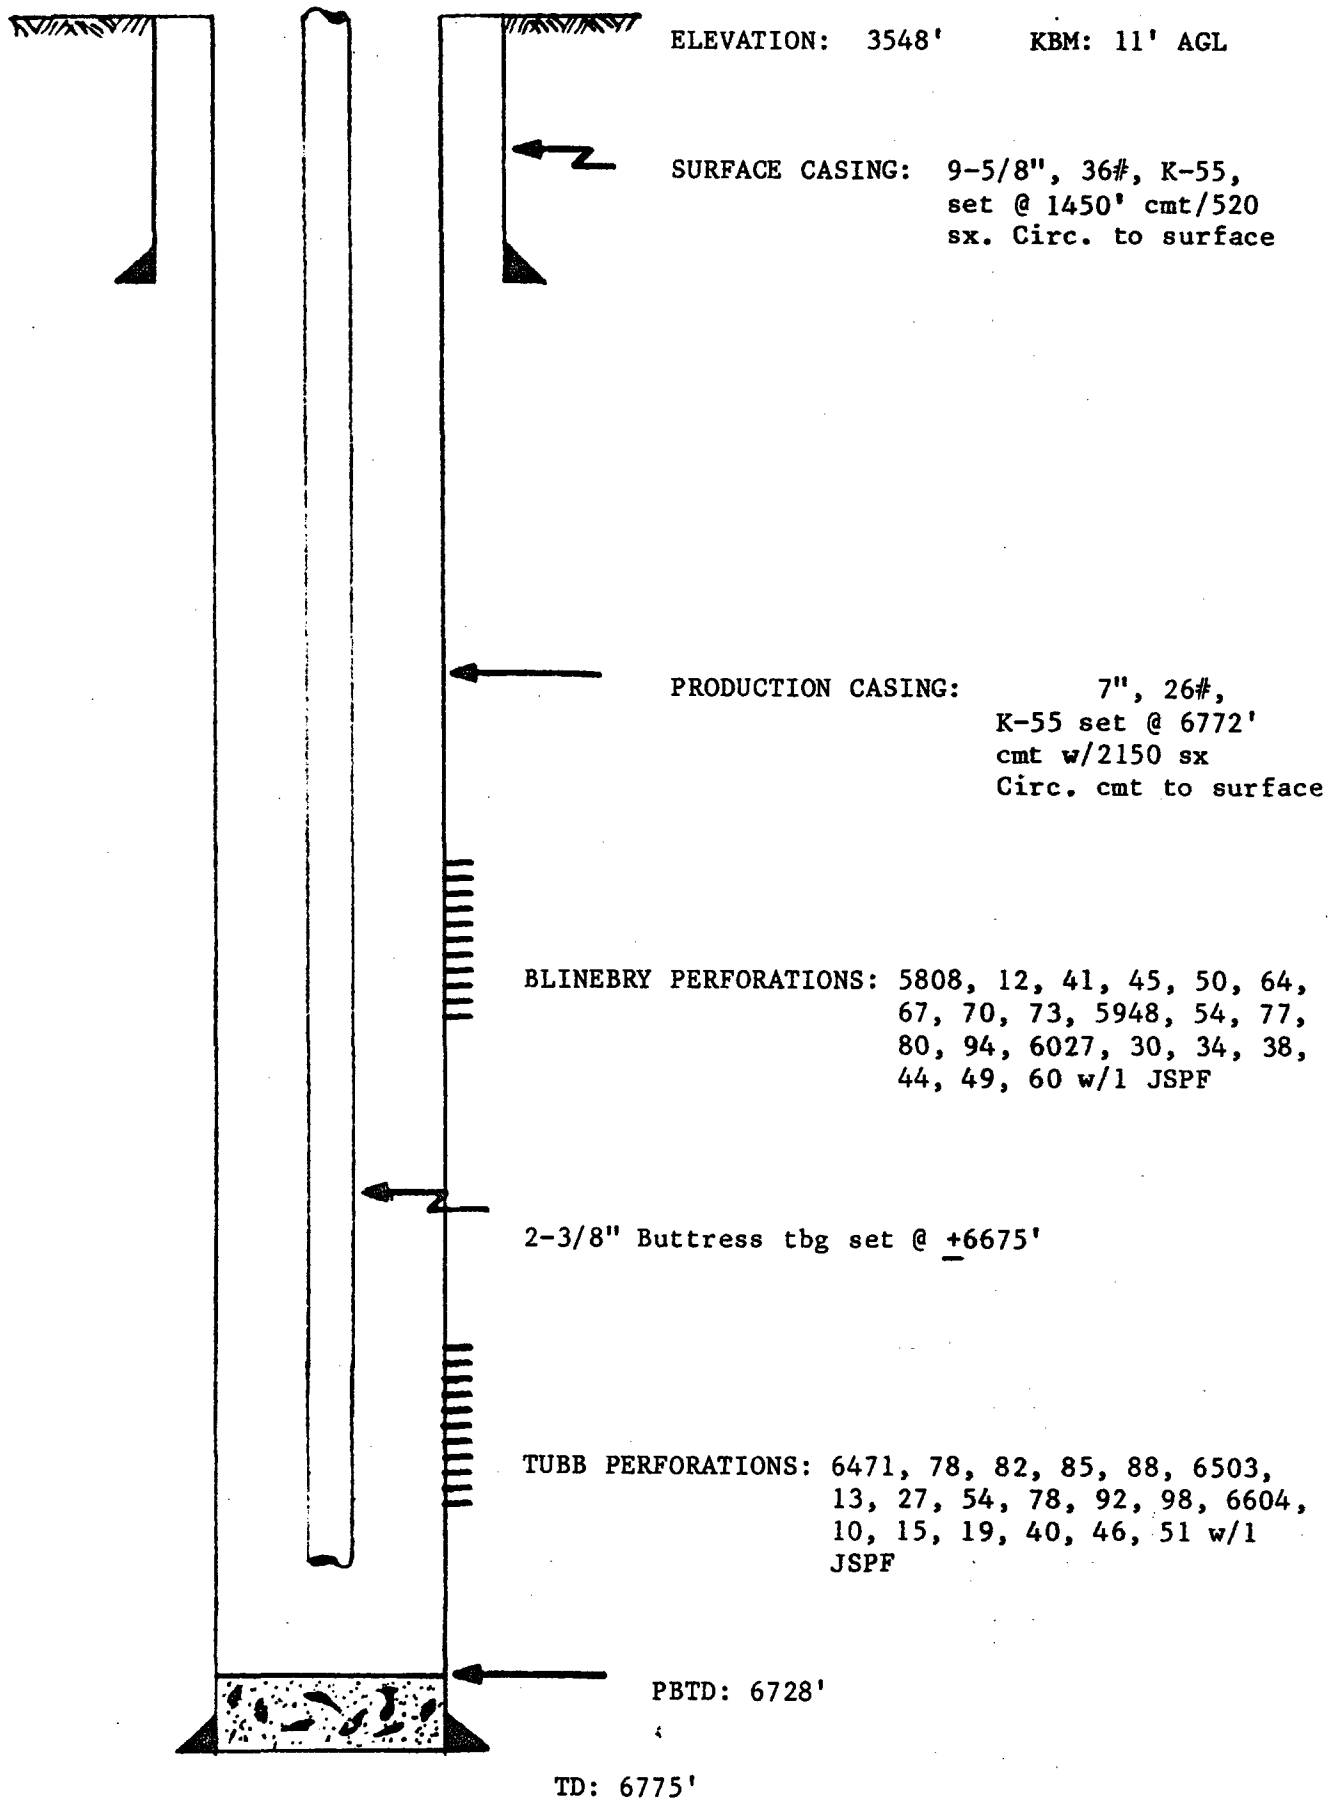 ELEVATION: 3548' KBM: 11' AGL
SURFACE CASING: 9-5/8", 36#, K-55,
set @ 1450' cmt/520
sx. Circ. to surface
PRODUCTION CASING: 7", 26#,
K-55 set @ 6772'
cmt w/2150 sx
Circ. cmt to surface
BLINEBRY PERFORATIONS: 5808, 12, 41, 45, 50, 64,
67, 70, 73, 5948, 54, 77,
80, 94, 6027, 30, 34, 38,
44, 49, 60 w/1 JSPF
2-3/8" Buttress tbg set @ ±6675'
TUBB PERFORATIONS: 6471, 78, 82, 85, 88, 6503,
13, 27, 54, 78, 92, 98, 6604,
10, 15, 19, 40, 46, 51 w/1
JSPF
PBTD: 6728'
TD: 6775'